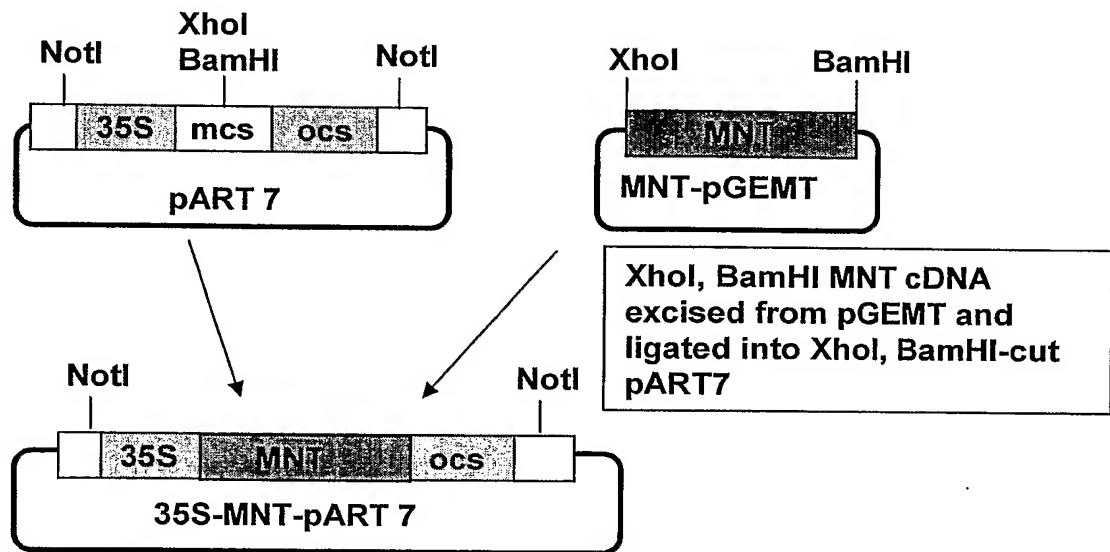 XhoI
NotI BamHI NotI
35S mcs ocs
pART 7
XhoI BamHI
MNT
MNT-pGEMT
XhoI, BamHI MNT cDNA
excised from pGEMT and
ligated into XhoI, BamHI-cut
pART7
NotI NotI
35S MNT ocs
35S-MNT-pART 7